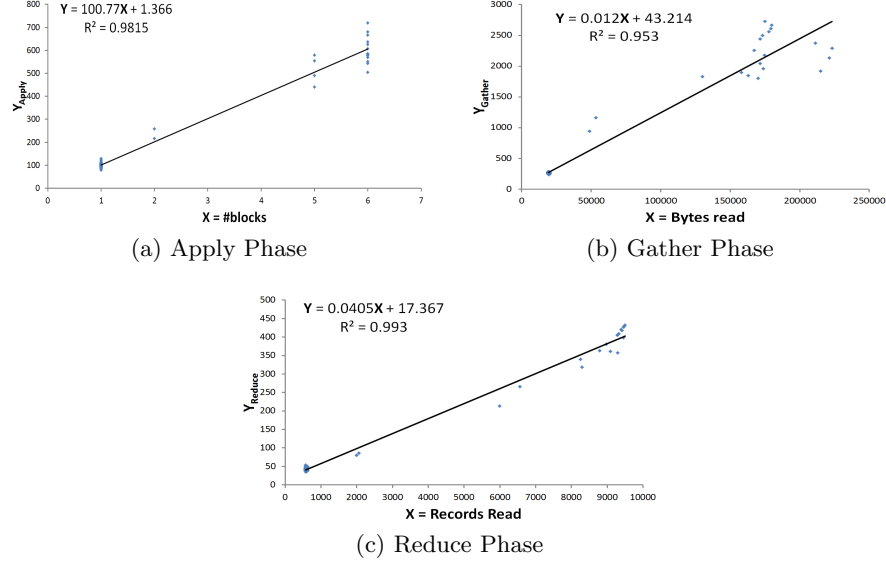 Y = 100.77X + 1.366
R² = 0.9815
800
700
600
500
400
300
200
100
0
Y_Apply
0 1 2 3 4 5 6 7
X = #blocks
(a) Apply Phase
Y = 0.012X + 43.214
R² = 0.953
3000
2500
2000
1500
1000
500
0
Y_Gather
0 50000 100000 150000 200000 250000
X = Bytes read
(b) Gather Phase
Y = 0.0405X + 17.367
R² = 0.993
500
450
400
350
300
250
200
150
100
50
0
Y_Reduce
0 1000 2000 3000 4000 5000 6000 7000 8000 9000 10000
X = Records Read
(c) Reduce Phase